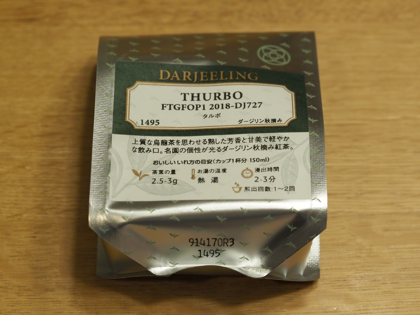 DARJEELING
THURBO
FTGFOP1 2018-DJ727
タルボ
1495 ダージリン秋摘み
上質な烏龍茶を思わせる熟した芳香と甘美で軽やか
な飲み口。名園の個性が光るダージリン秋摘み紅茶。
おいしいいれ方の目安(カップ1杯分 150ml)
茶葉の量 お湯の温度 浸出時間
2.5-3g 熱湯 2-3分
煎出回数:1~2回
914170R3
1495